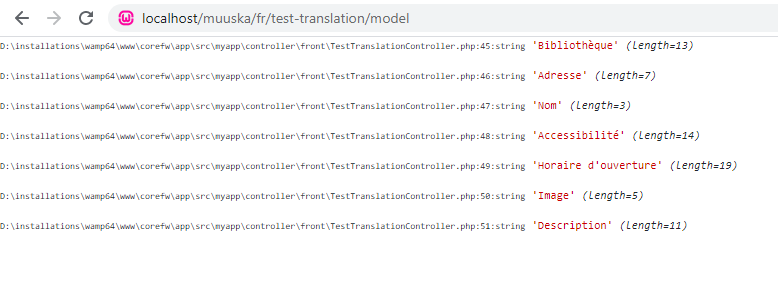 localhost/muuska/fr/test-translation/model
D:\installations\wamp64\www\corefw\app\src\myapp\controller\front\TestTranslationController.php:45:string 'Bibliothèque' (length=13)
D:\installations\wamp64\www\corefw\app\src\myapp\controller\front\TestTranslationController.php:46:string 'Adresse' (length=7)
D:\installations\wamp64\www\corefw\app\src\myapp\controller\front\TestTranslationController.php:47:string 'Nom' (length=3)
D:\installations\wamp64\www\corefw\app\src\myapp\controller\front\TestTranslationController.php:48:string 'Accessibilité' (length=14)
D:\installations\wamp64\www\corefw\app\src\myapp\controller\front\TestTranslationController.php:49:string 'Horaire d'ouverture' (length=19)
D:\installations\wamp64\www\corefw\app\src\myapp\controller\front\TestTranslationController.php:50:string 'Image' (length=5)
D:\installations\wamp64\www\corefw\app\src\myapp\controller\front\TestTranslationController.php:51:string 'Description' (length=11)